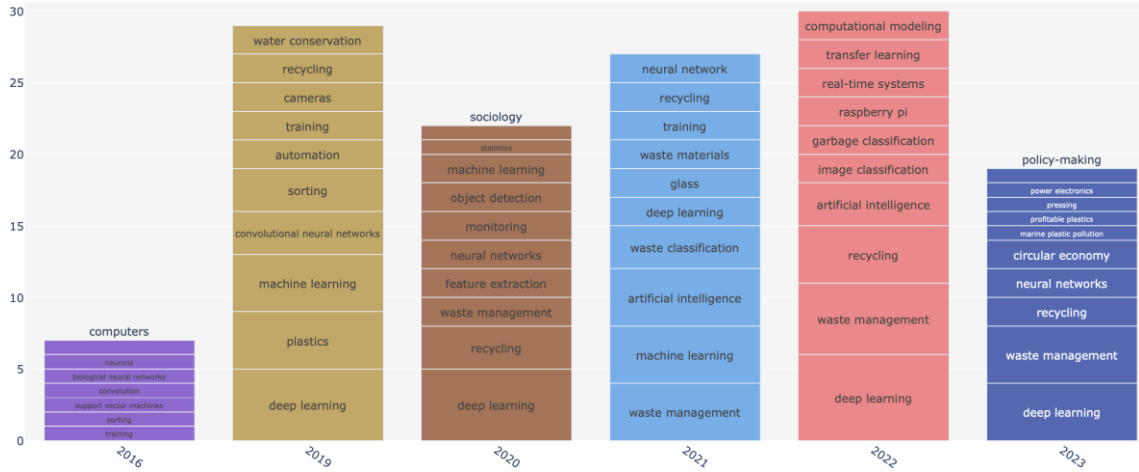 30
25
20
15
10
5
0
computers
neurons
biological neural networks
convolution
support vector machines
sorting
training
2016
water conservation
recycling
cameras
training
automation
sorting
convolutional neural networks
machine learning
plastics
deep learning
2019
sociology
statistics
machine learning
object detection
monitoring
neural networks
feature extraction
waste management
recycling
deep learning
2020
neural network
recycling
training
waste materials
glass
deep learning
waste classification
artificial intelligence
machine learning
waste management
2021
computational modeling
transfer learning
real-time systems
raspberry pi
garbage classification
image classification
artificial intelligence
recycling
waste management
deep learning
2022
policy-making
power electronics
pressing
profitable plastics
marine plastic pollution
circular economy
neural networks
recycling
waste management
deep learning
2023